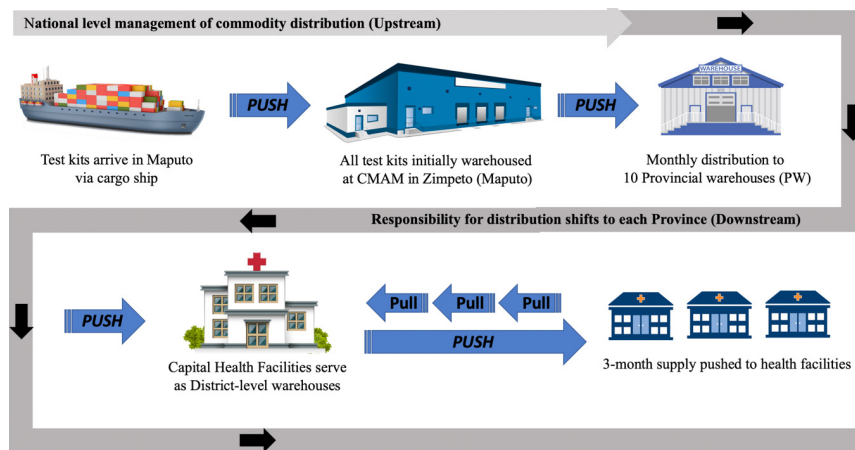 National level management of commodity distribution (Upstream)
PUSH
PUSH
WAREHOUSE
Test kits arrive in Maputo
via cargo ship
All test kits initially warehoused
at CMAM in Zimpeto (Maputo)
Monthly distribution to
10 Provincial warehouses (PW)
Responsibility for distribution shifts to each Province (Downstream)
PUSH
Pull
Pull
Pull
PUSH
Capital Health Facilities serve
as District-level warehouses
3-month supply pushed to health facilities